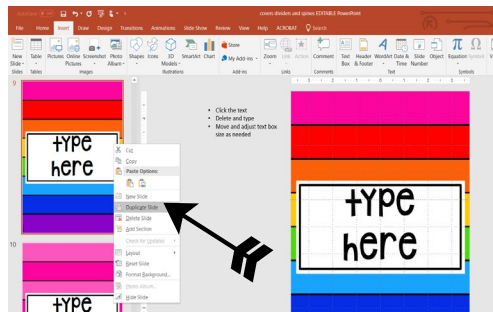 AutoSave
covers dividers and spines EDITABLE PowerPoint
File Home Insert Draw Design Transitions Animations Slide Show Review View Help ACROBAT Search
New Slide
Table
Pictures
Online Pictures
Screenshot
Photo Album
Shapes
Icons
3D Models
SmartArt
Chart
Store
My Add-ins
Zoom
Link
Action
Comment
Text Box
Header & Footer
WordArt
Date & Time
Slide Number
Object
Equation
Symbol
Slides Tables Images Illustrations Add-ins Links Comments Text Symbols
9
type
here
10
type
Cut
Copy
Paste Options:
New Slide
Duplicate Slide
Delete Slide
Add Section
Check for Updates
Layout
Reset Slide
Format Background...
Photo Album...
Hide Slide
• Click the text
• Delete and type
• Move and adjust text box
size as needed
type
here